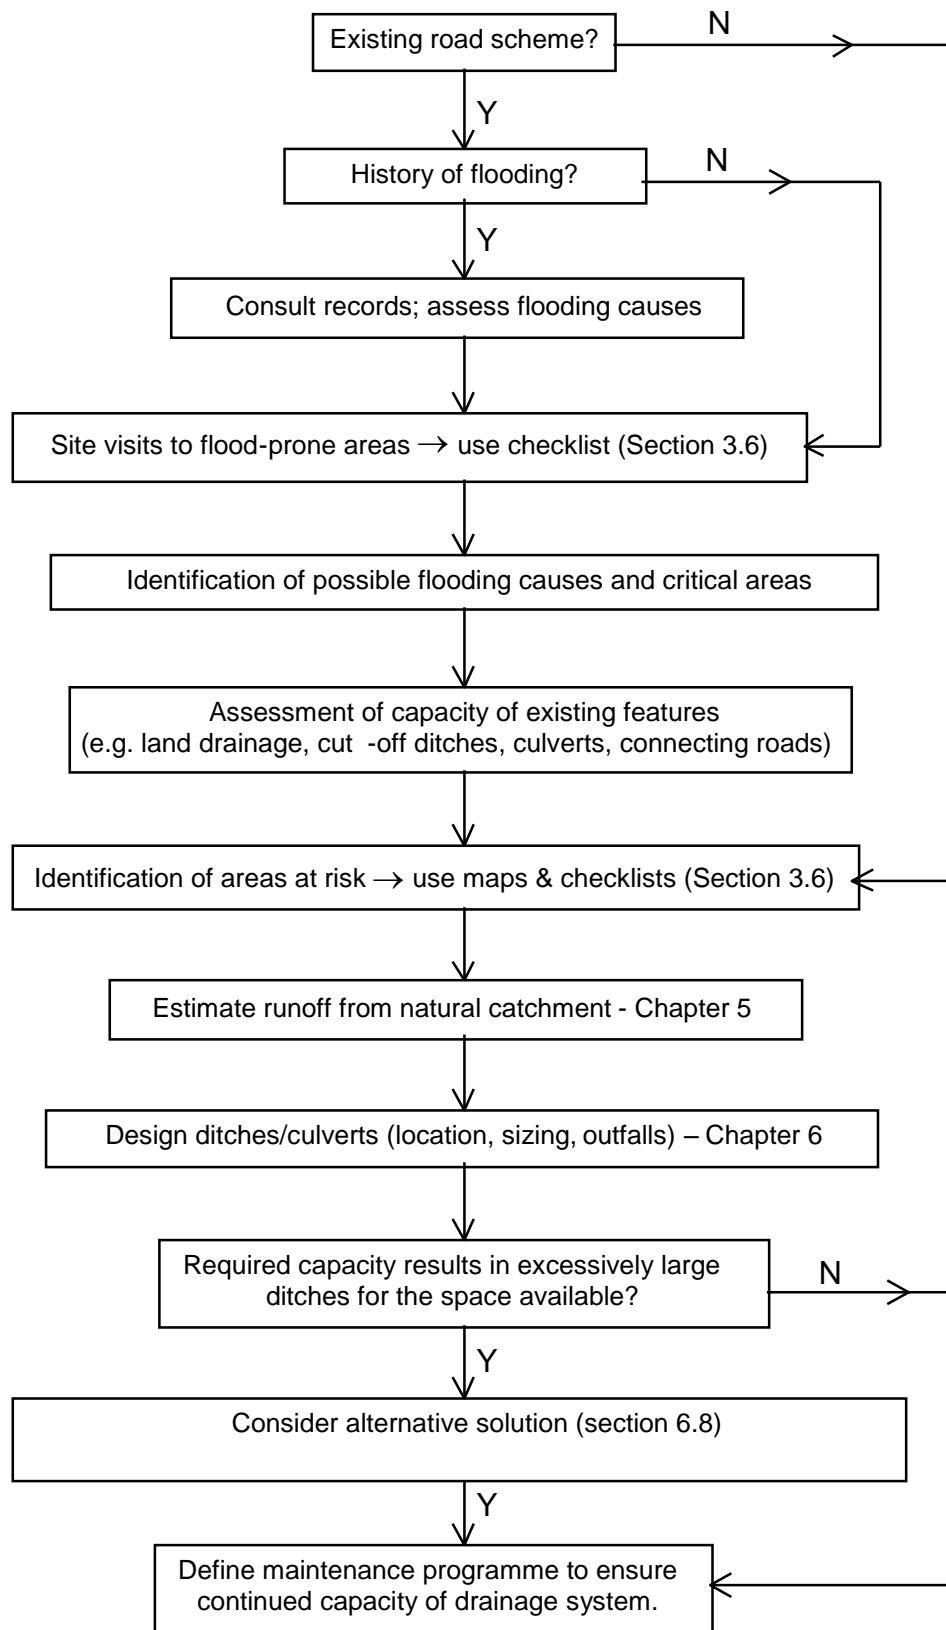 Existing road scheme?
N
Y
History of flooding?
N
Y
Consult records; assess flooding causes
Site visits to flood-prone areas → use checklist (Section 3.6)
Identification of possible flooding causes and critical areas
Assessment of capacity of existing features
(e.g. land drainage, cut -off ditches, culverts, connecting roads)
Identification of areas at risk → use maps & checklists (Section 3.6)
Estimate runoff from natural catchment - Chapter 5
Design ditches/culverts (location, sizing, outfalls) – Chapter 6
Required capacity results in excessively large
ditches for the space available?
N
Y
Consider alternative solution (section 6.8)
Y
Define maintenance programme to ensure
continued capacity of drainage system.